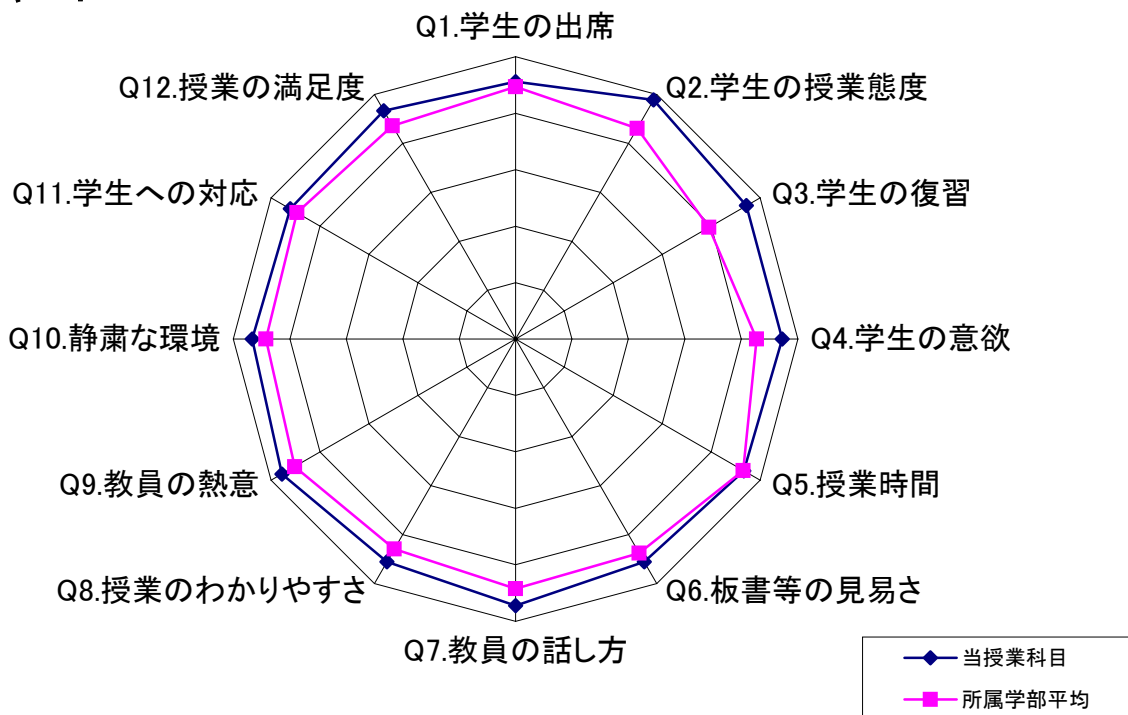 Q1.学生の出席
Q2.学生の授業態度
Q3.学生の復習
Q4.学生の意欲
Q5.授業時間
Q6.板書等の見易さ
Q7.教員の話し方
Q8.授業のわかりやすさ
Q9.教員の熱意
Q10.静粛な環境
Q11.学生への対応
Q12.授業の満足度
当授業科目
所属学部平均